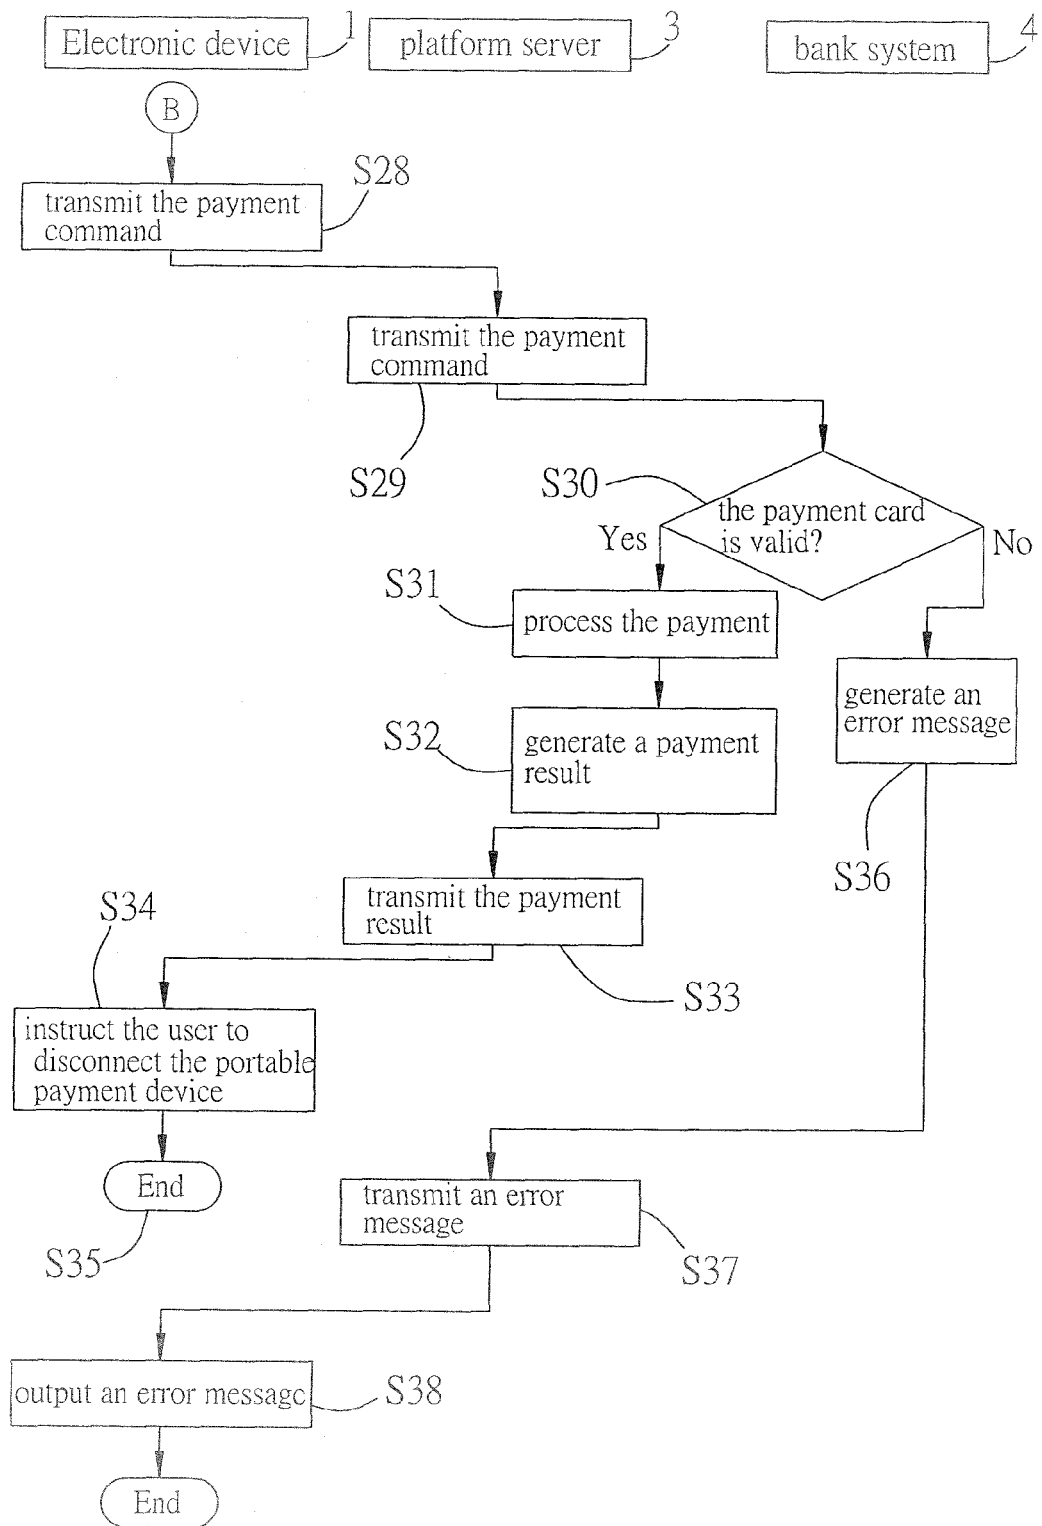 Electronic device
1
platform server
3
bank system
4
B
S28
transmit the payment
command
transmit the payment
command
S29
S30
the payment card
is valid?
Yes
No
S31
process the payment
generate an
error message
S32
generate a payment
result
S36
transmit the payment
result
S34
S33
instruct the user to
disconnect the portable
payment device
End
transmit an error
message
S35
S37
output an error message
S38
End